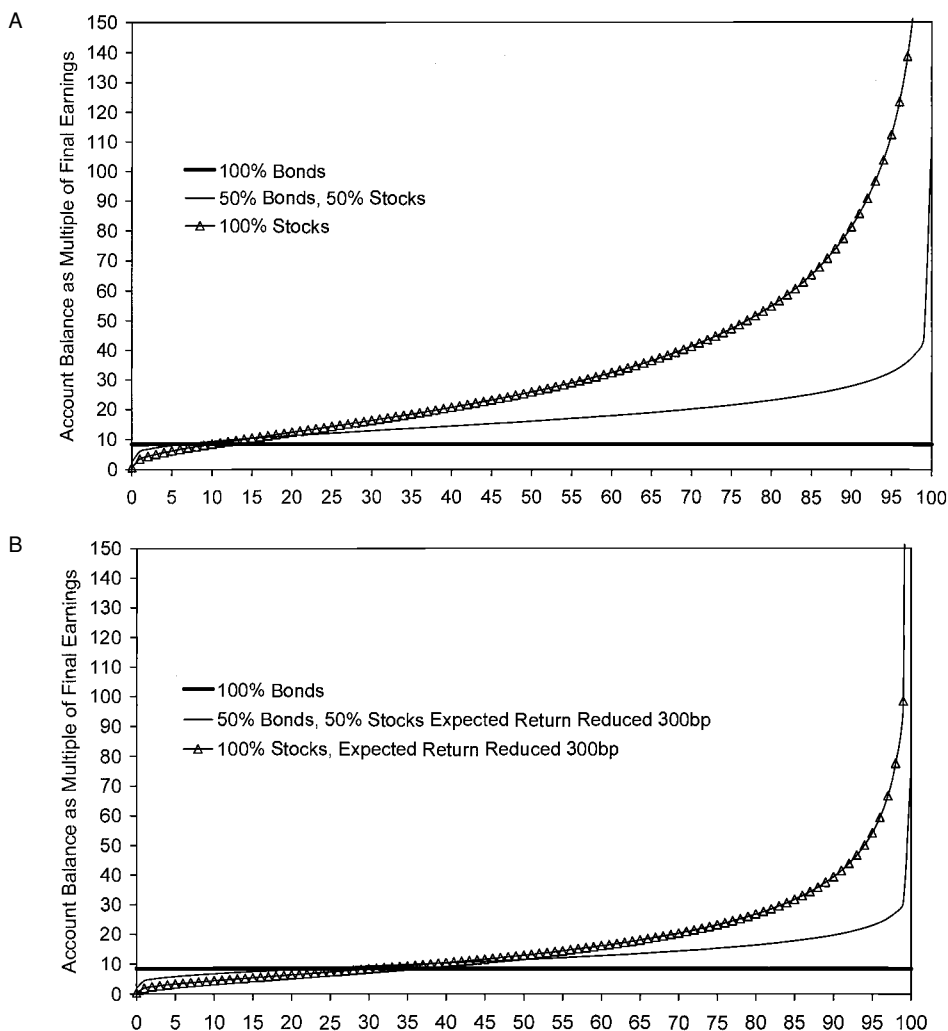 A
Account Balance as Multiple of Final Earnings
150
140
130
120
110
100
90
80
70
60
50
40
30
20
10
0
100% Bonds
50% Bonds, 50% Stocks
100% Stocks
0 5 10 15 20 25 30 35 40 45 50 55 60 65 70 75 80 85 90 95 100
B
Account Balance as Multiple of Final Earnings
150
140
130
120
110
100
90
80
70
60
50
40
30
20
10
0
100% Bonds
50% Bonds, 50% Stocks Expected Return Reduced 300bp
100% Stocks, Expected Return Reduced 300bp
0 5 10 15 20 25 30 35 40 45 50 55 60 65 70 75 80 85 90 95 100